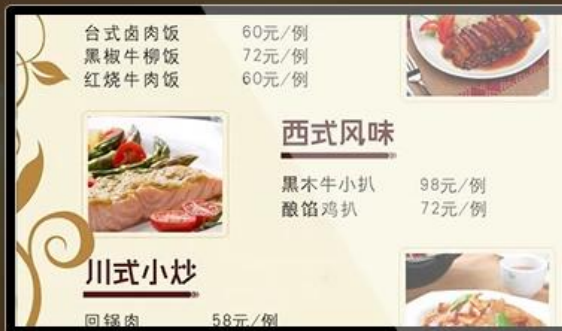 台式卤肉饭 60元/例
黑椒牛柳饭 72元/例
红烧牛肉饭 60元/例
西式风味
黑木牛小扒 98元/例
酿馅鸡扒 72元/例
川式小炒
回锅肉 58元/例